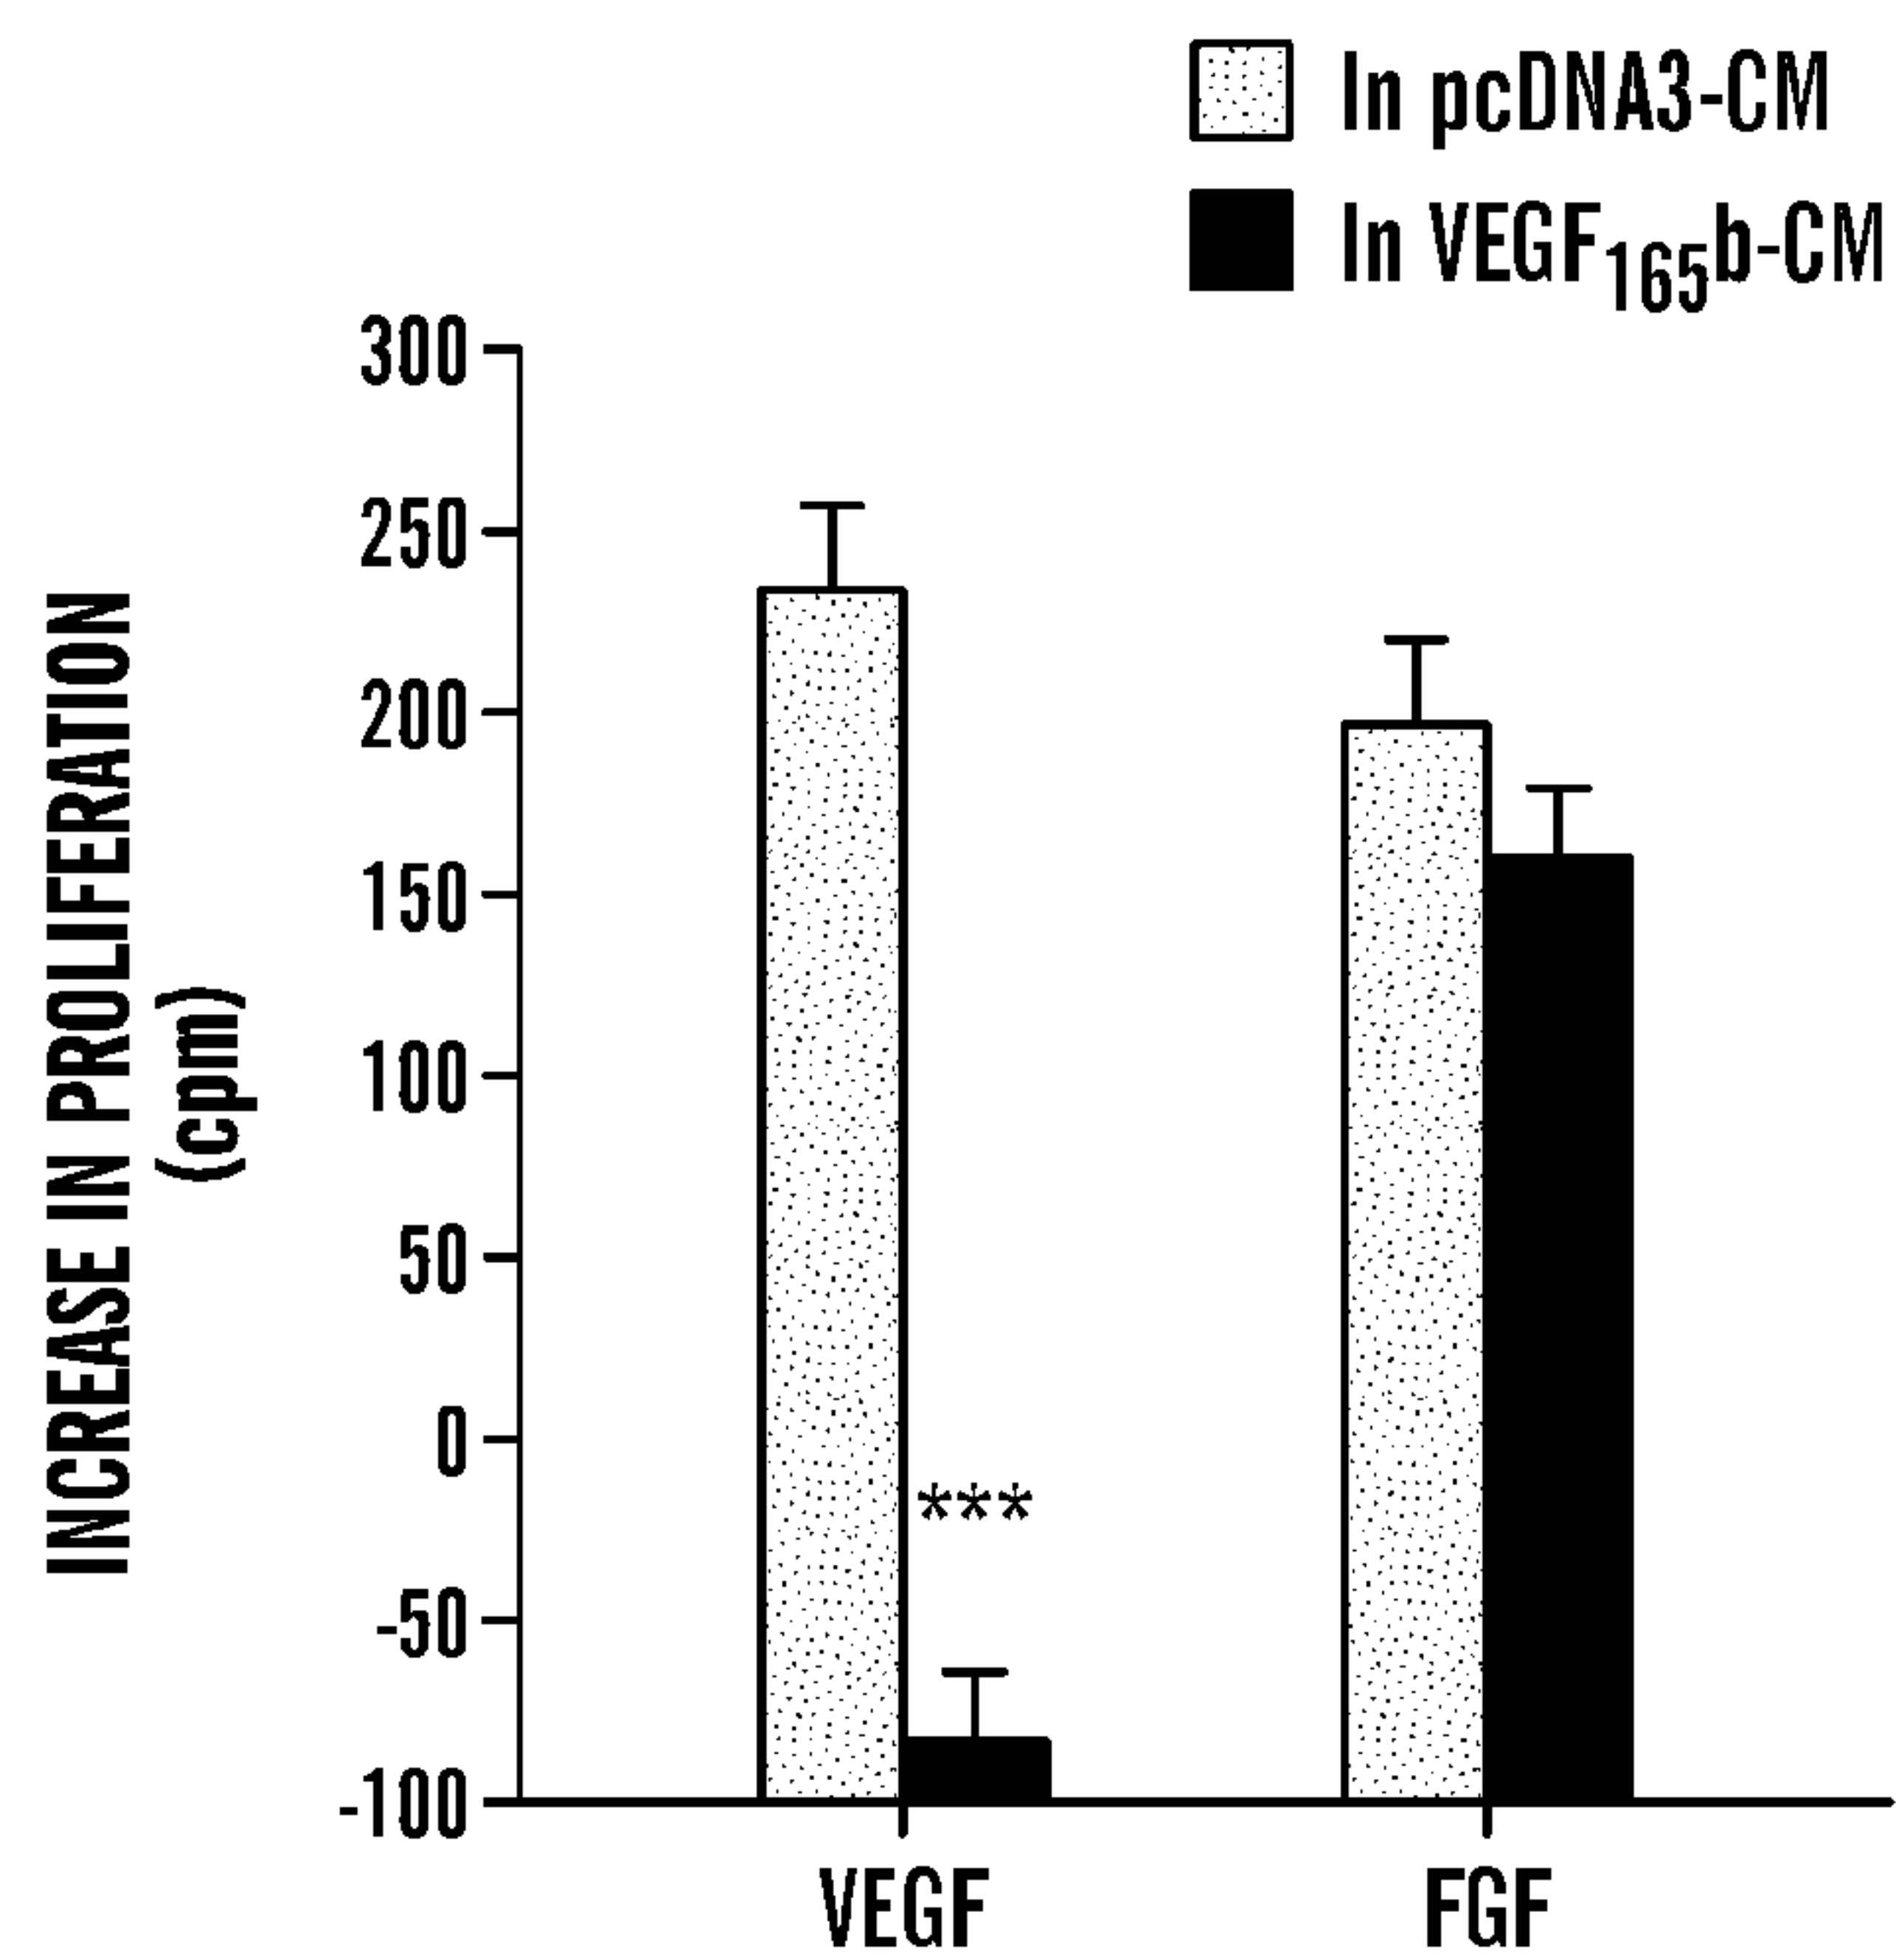 In pcDNA3-CM
In VEGF165b-CM
INCREASE IN PROLIFERATION
(cpm)
300
250
200
150
100
50
0
-50
-100
***
VEGF
FGF